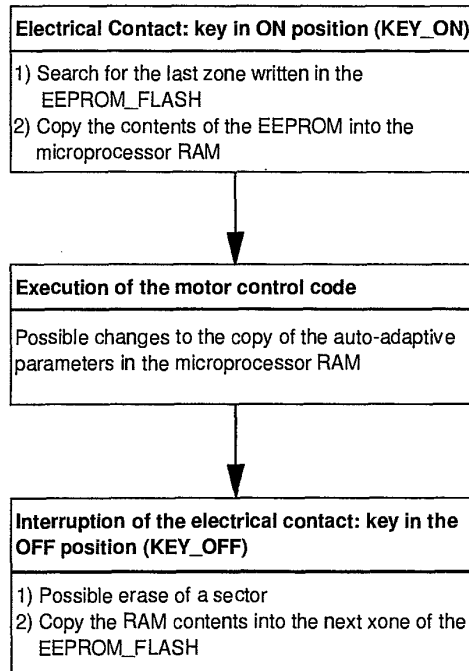 Electrical Contact: key in ON position (KEY_ON)
1) Search for the last zone written in the
EEPROM_FLASH
2) Copy the contents of the EEPROM into the
microprocessor RAM
Execution of the motor control code
Possible changes to the copy of the auto-adaptive
parameters in the microprocessor RAM
Interruption of the electrical contact: key in the
OFF position (KEY_OFF)
1) Possible erase of a sector
2) Copy the RAM contents into the next xone of the
EEPROM_FLASH